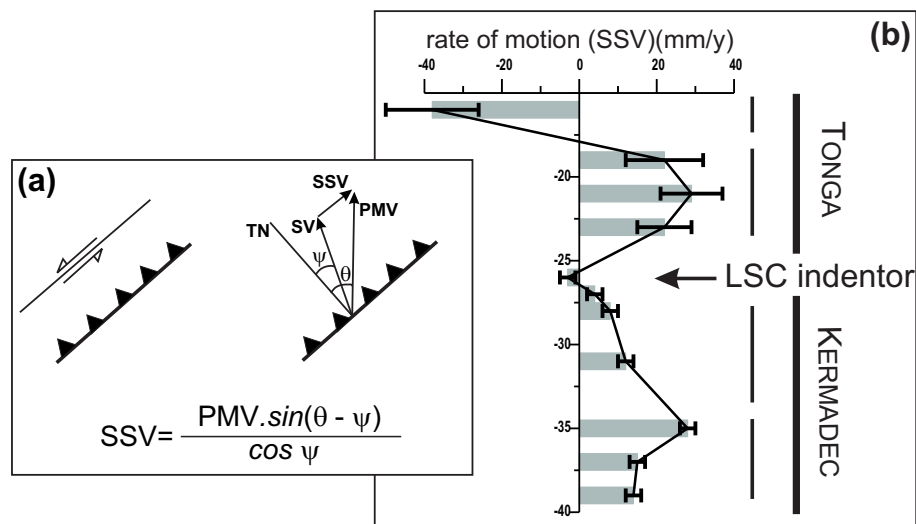 (a)
TN
SV
SSV
PMV
ψ
θ
SSV= PMV.sin(θ - ψ)
cos ψ
(b)
rate of motion (SSV)(mm/y)
-40 -20 0 20 40
-20
-25
-30
-35
-40
TONGA
LSC indentor
KERMADEC